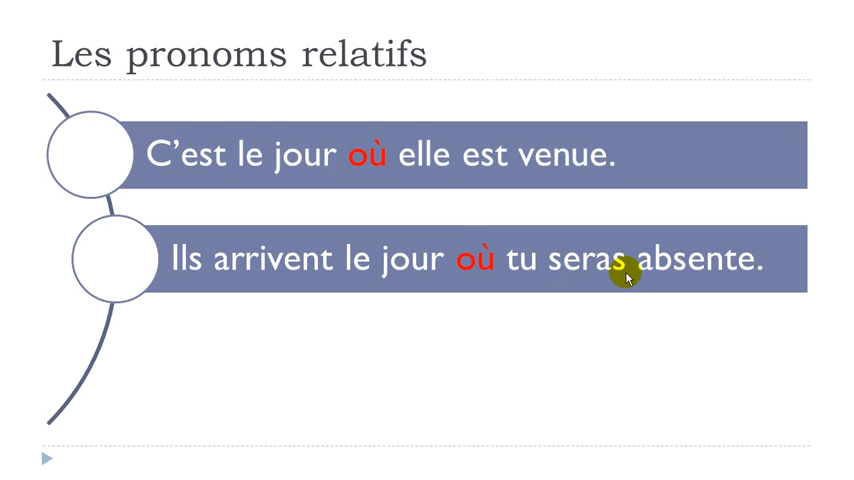 Les pronoms relatifs
C’est le jour où elle est venue.
Ils arrivent le jour où tu seras absente.